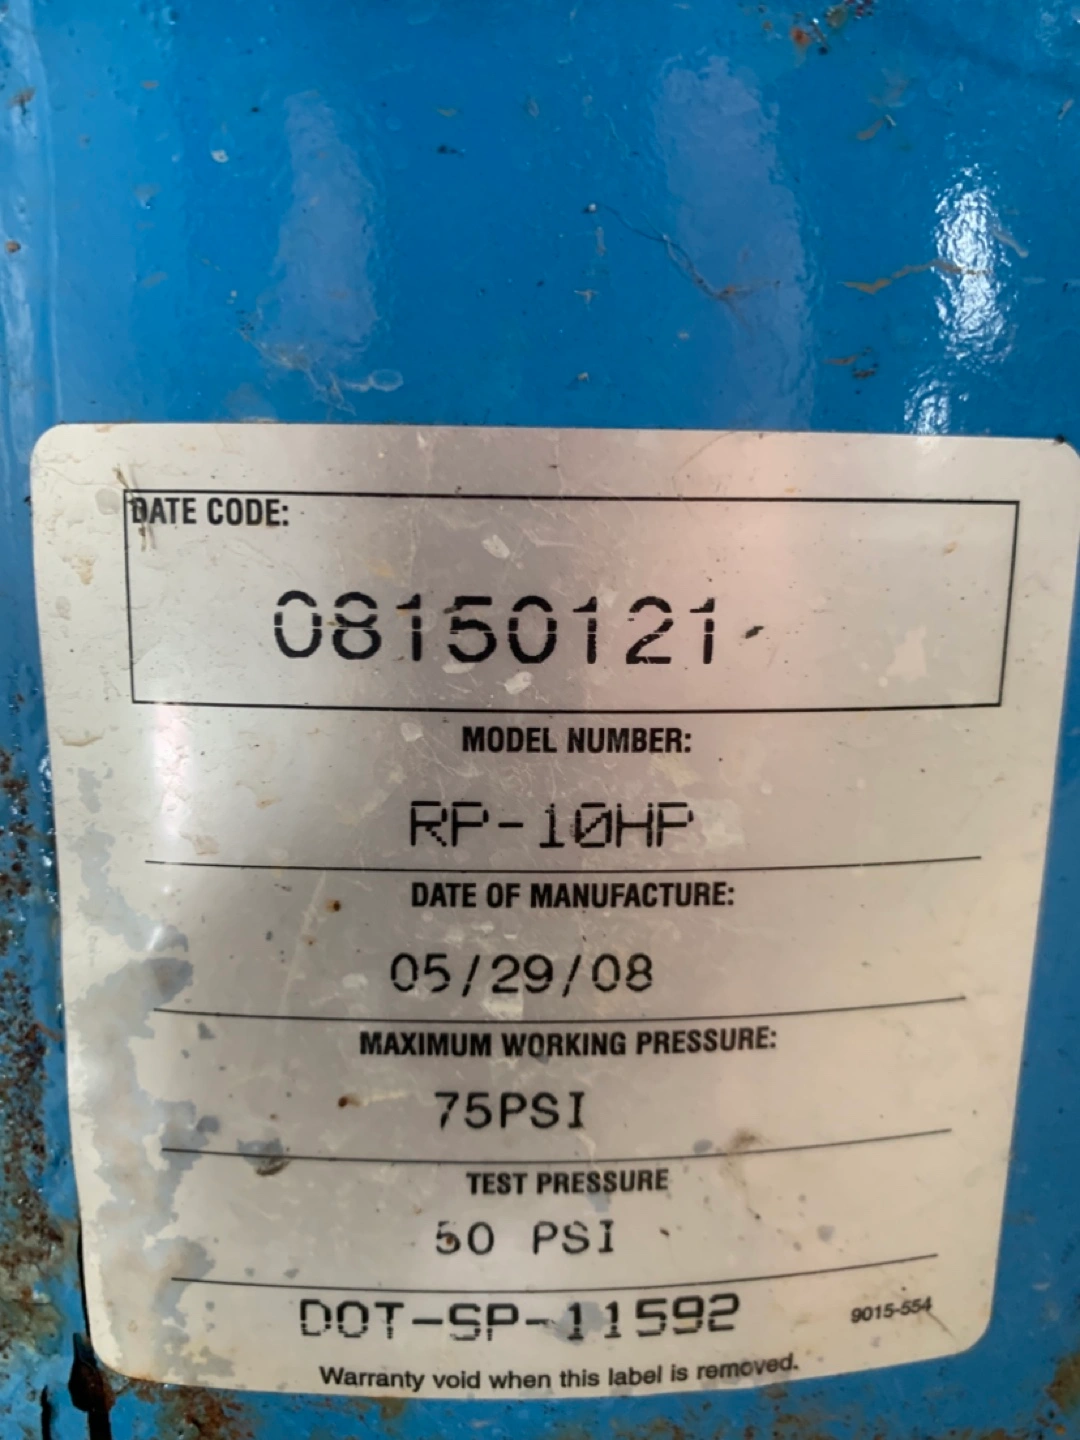 DATE CODE:
08150121
MODEL NUMBER:
RP-10HP
DATE OF MANUFACTURE:
05/29/08
MAXIMUM WORKING PRESSURE:
75PSI
TEST PRESSURE
50 PSI
DOT-SP-11592
9015-554
Warranty void when this label is removed.